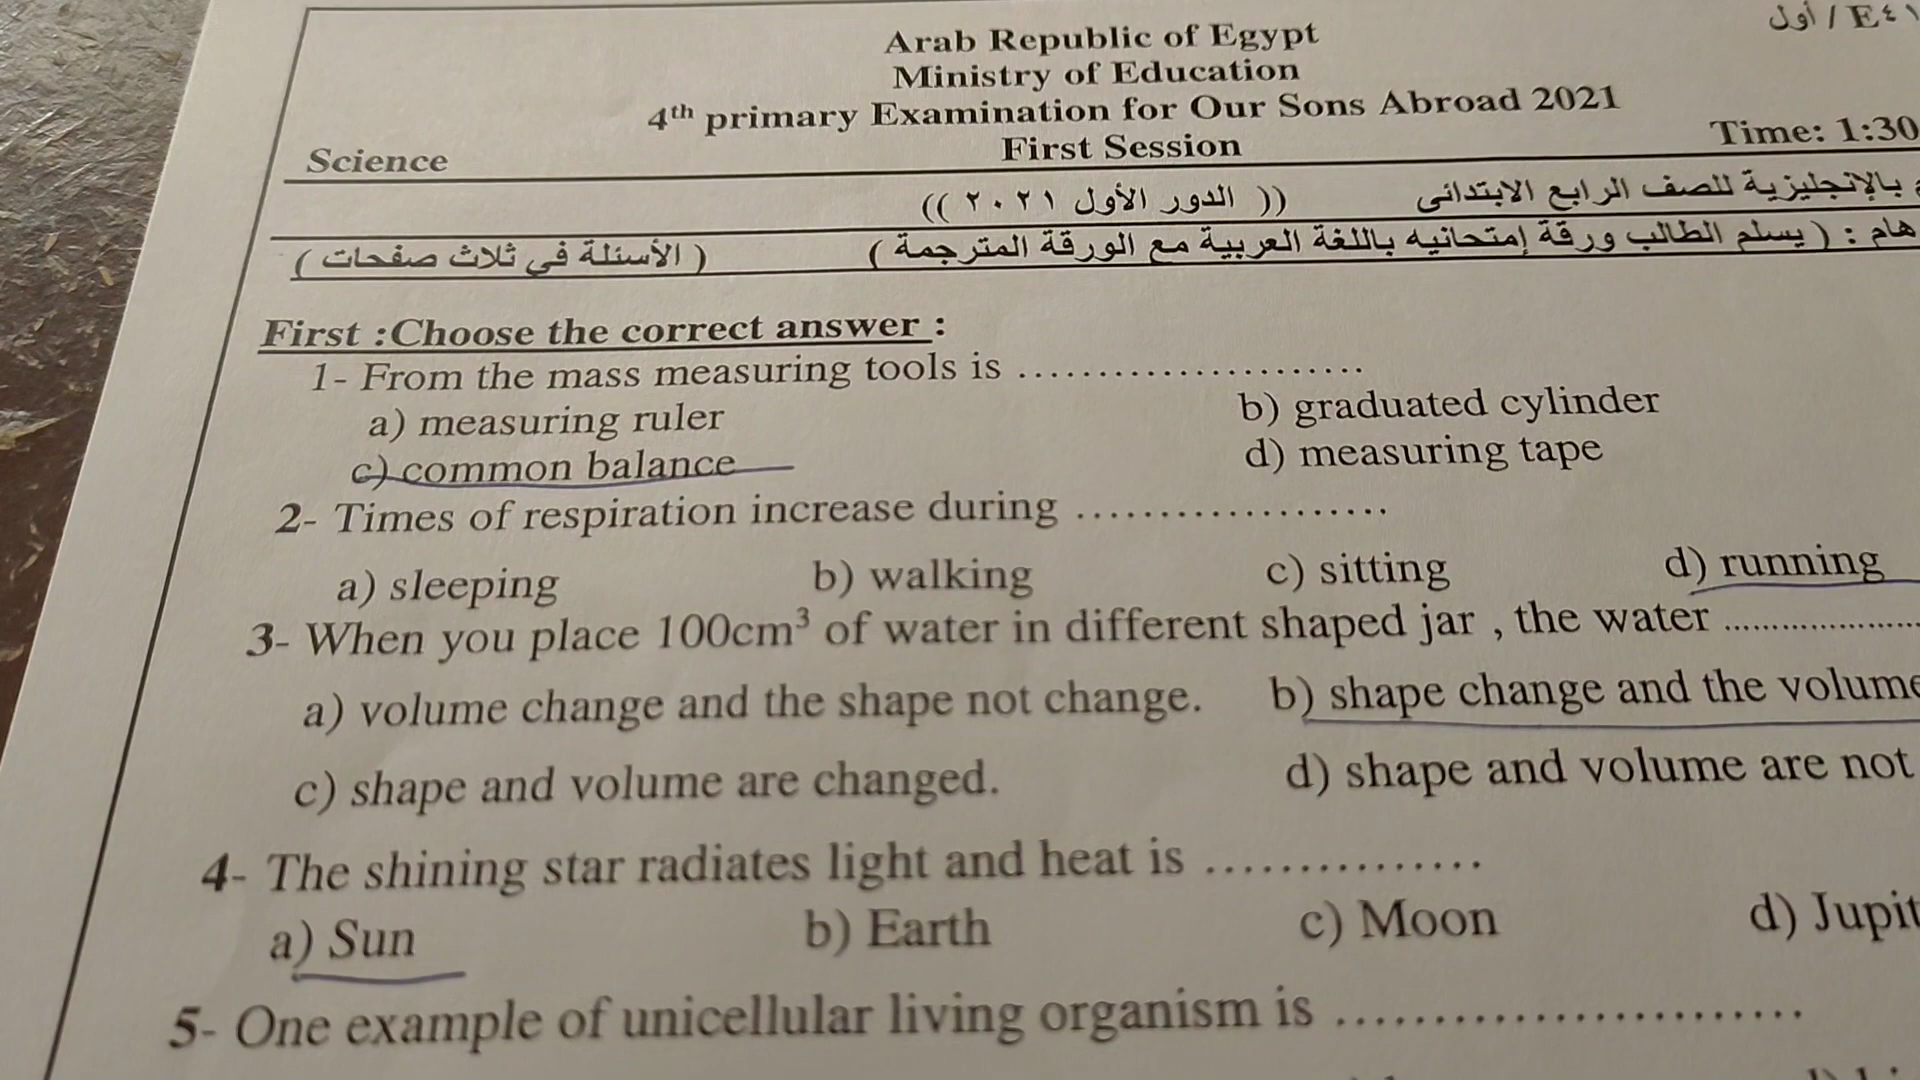 أول / E٤١
Arab Republic of Egypt
Ministry of Education
4th primary Examination for Our Sons Abroad 2021
Science First Session Time: 1:30
بالإنجليزية للصف الرابع الابتدائى (( الدور الأول ٢٠٢١ ))
هام : ( يسلم الطالب ورقة إمتحانيه باللغة العربية مع الورقة المترجمة ) ( الأسئلة في ثلاث صفحات )
First :Choose the correct answer :
1- From the mass measuring tools is .......................
a) measuring ruler b) graduated cylinder
c) common balance d) measuring tape
2- Times of respiration increase during ...................
a) sleeping b) walking c) sitting d) running
3- When you place 100cm³ of water in different shaped jar , the water ....................
a) volume change and the shape not change. b) shape change and the volume
c) shape and volume are changed. d) shape and volume are not
4- The shining star radiates light and heat is ...............
a) Sun b) Earth c) Moon d) Jupit
5- One example of unicellular living organism is ........................